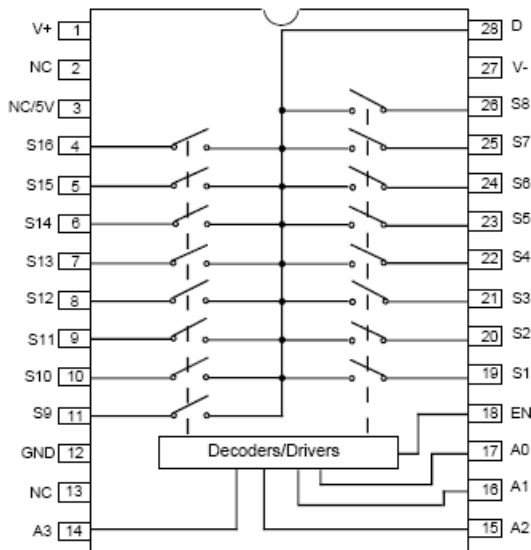 V+ 1
NC 2
NC/5V 3
S16 4
S15 5
S14 6
S13 7
S12 8
S11 9
S10 10
S9 11
GND 12
NC 13
A3 14
28 D
27 V-
26 S8
25 S7
24 S6
23 S5
22 S4
21 S3
20 S2
19 S1
18 EN
17 A0
16 A1
15 A2
Decoders/Drivers